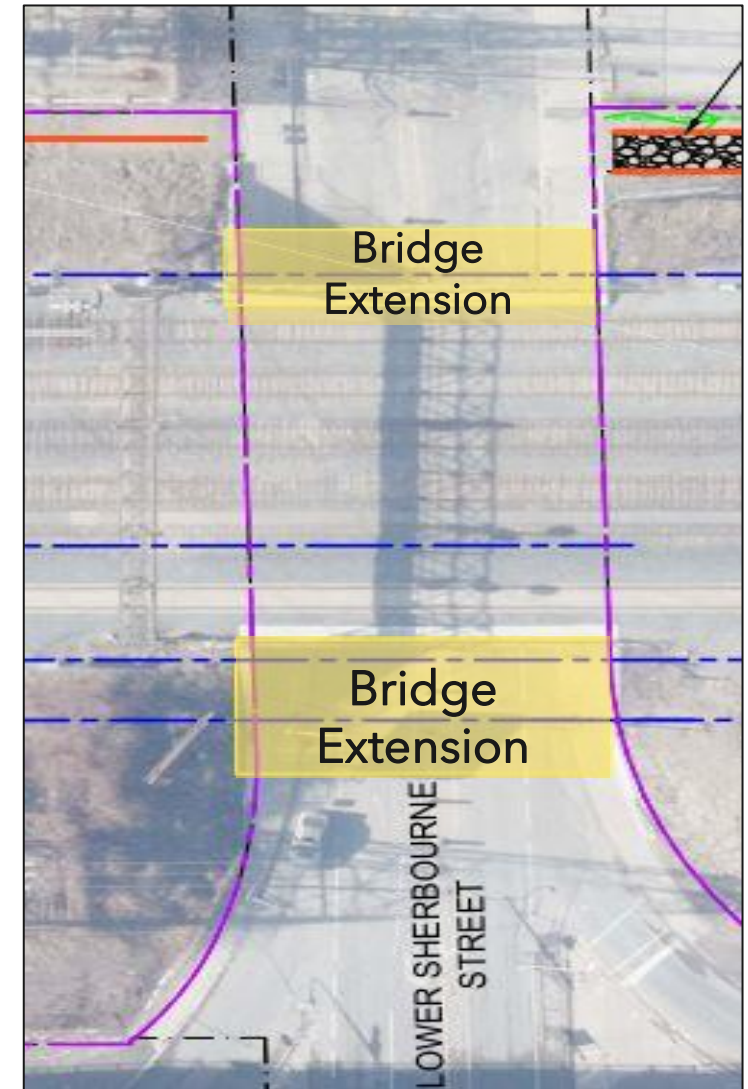 Bridge
Extension
Bridge
Extension
LOWER SHERBOURNE
STREET